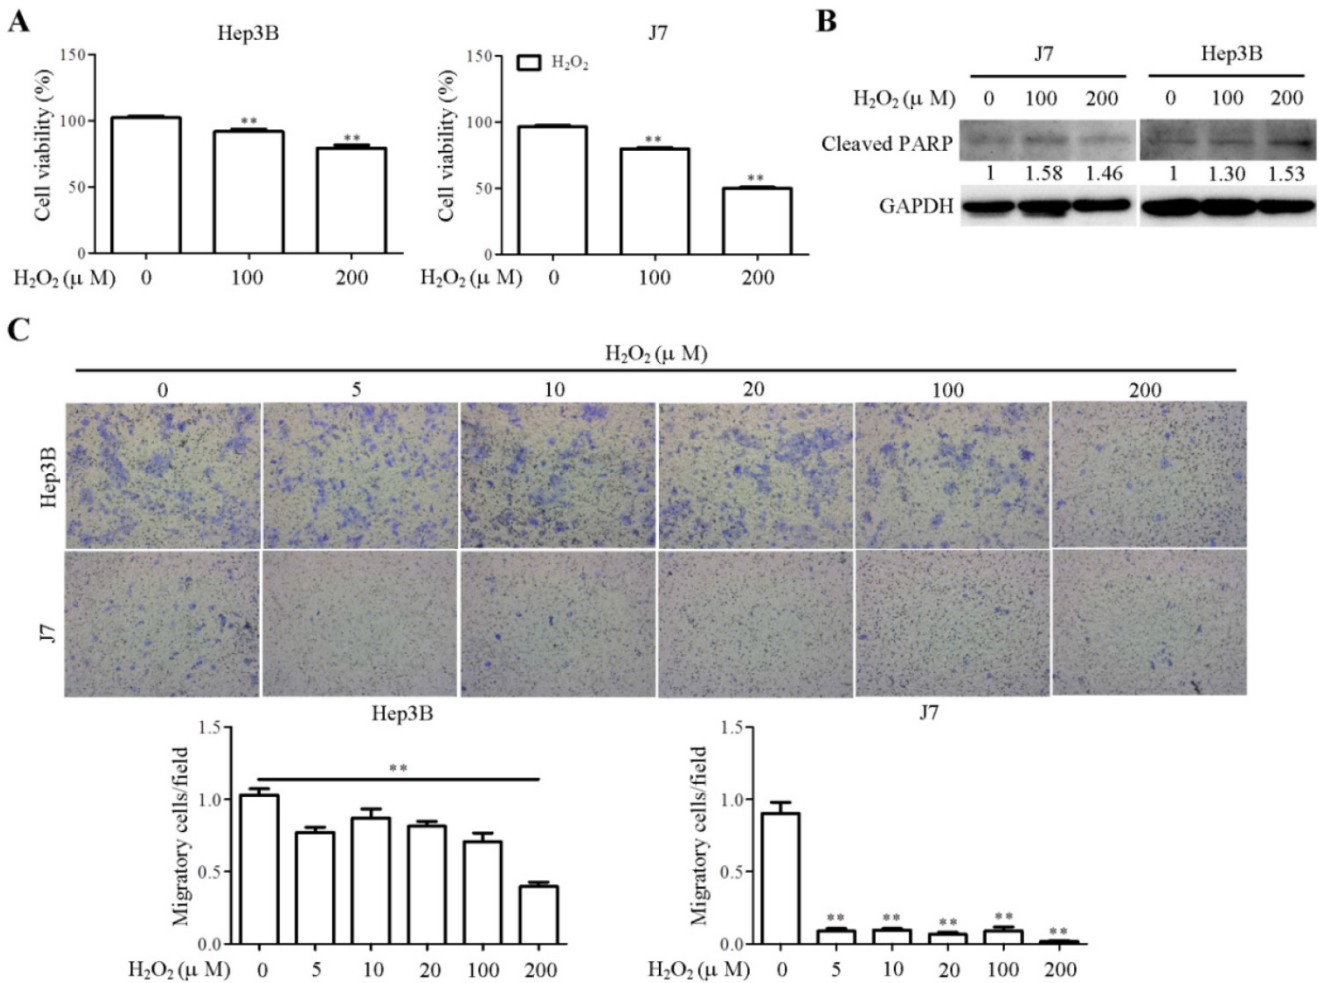 A
Hep3B
Cell viability (%)
150
100
50
0
** **
H₂O₂ (μ M) 0 100 200
J7
Cell viability (%)
150
100
50
0
H₂O₂
** **
H₂O₂ (μ M) 0 100 200
B
J7 Hep3B
H₂O₂ (μ M) 0 100 200 0 100 200
Cleaved PARP
1 1.58 1.46 1 1.30 1.53
GAPDH
C
H₂O₂ (μ M)
0 5 10 20 100 200
Hep3B
J7
Hep3B
Migratory cells/field
1.5
1.0
0.5
0.0
**
H₂O₂ (μ M) 0 5 10 20 100 200
J7
Migratory cells/field
1.5
1.0
0.5
0.0
** ** ** ** **
H₂O₂ (μ M) 0 5 10 20 100 200